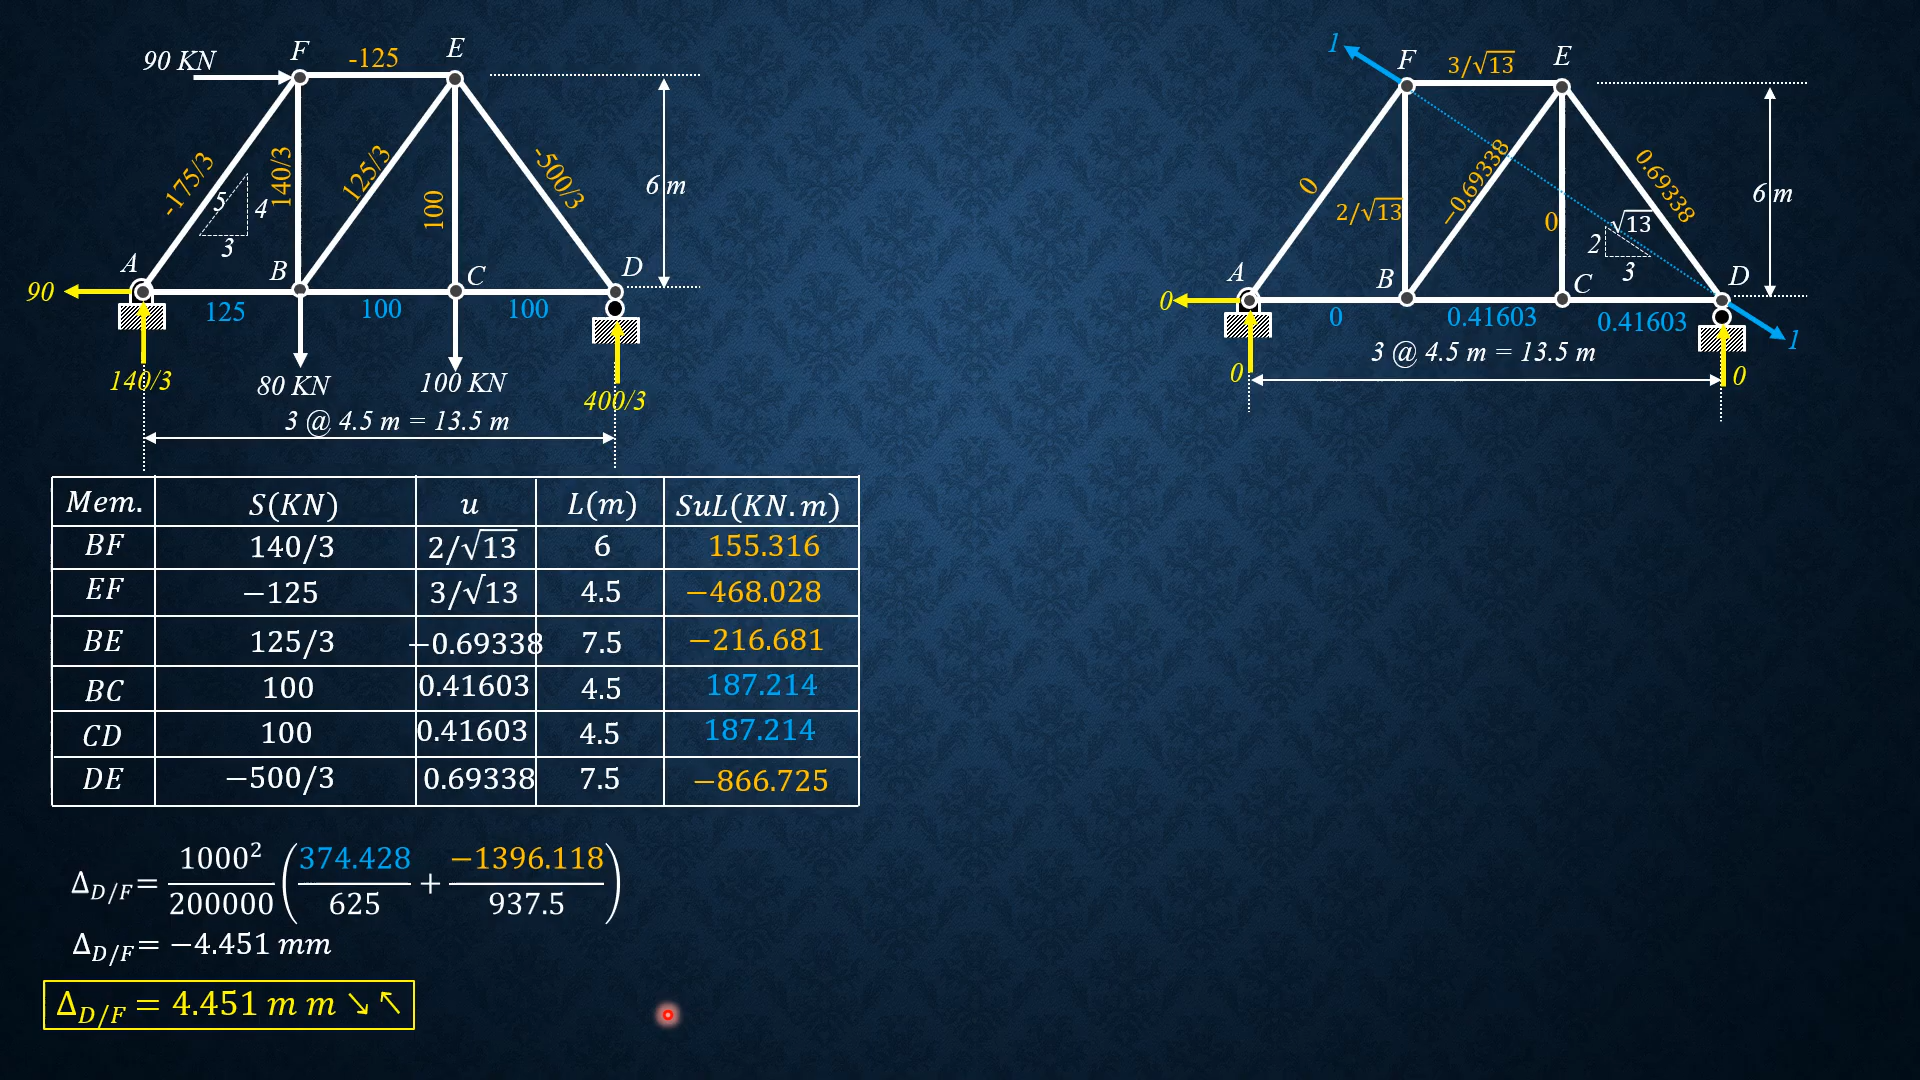 90 KN
F
-125
E
-175/3
5
4
3
140/3
125/3
100
-500/3
6 m
A
B
C
D
90
125
100
100
140/3
80 KN
100 KN
400/3
3 @ 4.5 m = 13.5 m
1
F
3/√13
E
0
2/√13
−0.69338
0
0.69338
√13
2
3
6 m
A
B
C
D
0
0
0.41603
0.41603
1
3 @ 4.5 m = 13.5 m
0
0
Mem. S(KN) u L(m) SuL(KN.m)
BF 140/3 2/√13 6 155.316
EF −125 3/√13 4.5 −468.028
BE 125/3 −0.69338 7.5 −216.681
BC 100 0.41603 4.5 187.214
CD 100 0.41603 4.5 187.214
DE −500/3 0.69338 7.5 −866.725
Δ_D/F = 1000²/200000 (374.428/625 + −1396.118/937.5)
Δ_D/F = −4.451 mm
Δ_D/F = 4.451 m m ↘ ↖